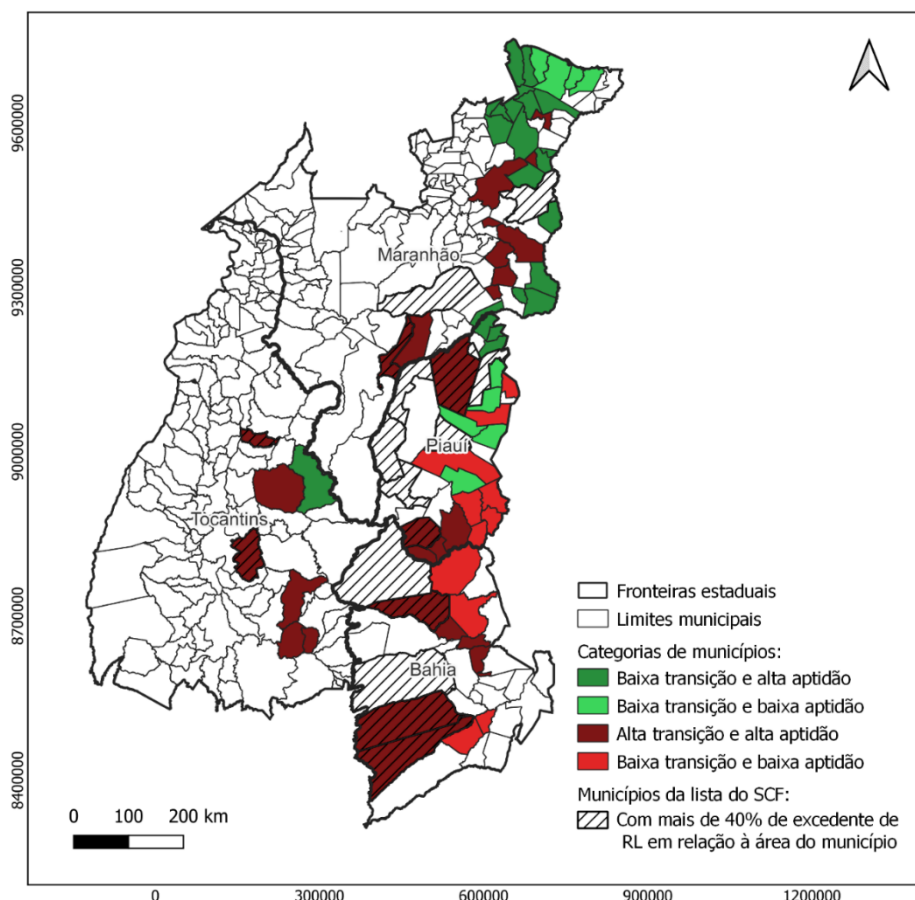 9600000
9300000
9000000
8700000
8400000
Maranhão
Piauí
Tocantins
Bahia
Fronteiras estaduais
Limites municipais
Categorias de municípios:
Baixa transição e alta aptidão
Baixa transição e baixa aptidão
Alta transição e alta aptidão
Baixa transição e baixa aptidão
Municípios da lista do SCF:
Com mais de 40% de excedente de
RL em relação à área do município
0 100 200 km
0 300000 600000 900000 1200000